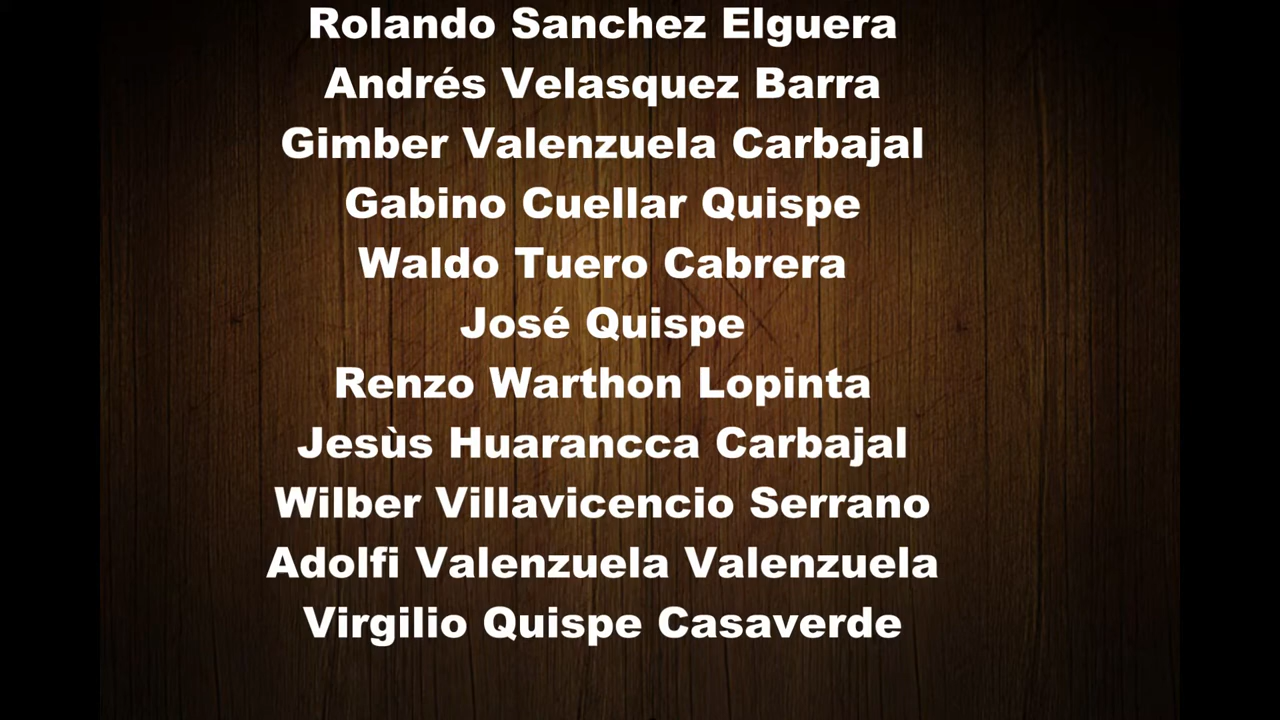 Rolando Sanchez Elguera
Andrés Velasquez Barra
Gimber Valenzuela Carbajal
Gabino Cuellar Quispe
Waldo Tuero Cabrera
José Quispe
Renzo Warthon Lopinta
Jesùs Huarancca Carbajal
Wilber Villavicencio Serrano
Adolfi Valenzuela Valenzuela
Virgilio Quispe Casaverde